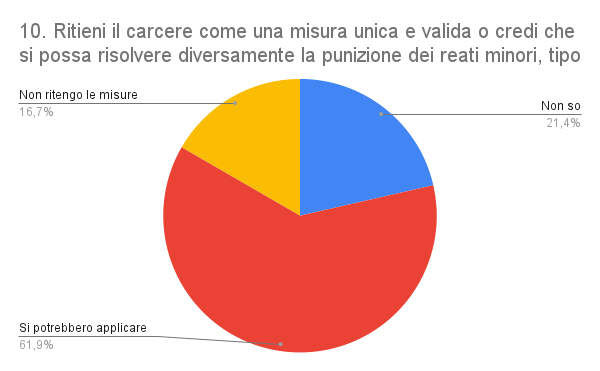 10. Ritieni il carcere come una misura unica e valida o credi che
si possa risolvere diversamente la punizione dei reati minori, tipo
Non ritengo le misure
16,7%
Non so
21,4%
Si potrebbero applicare
61,9%